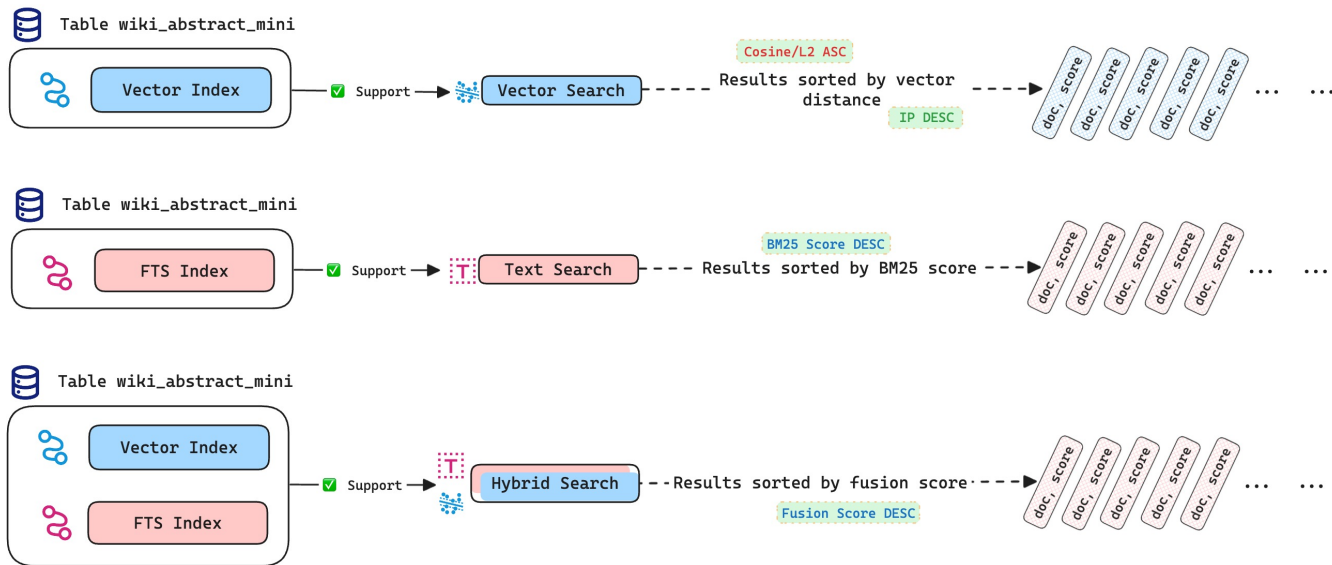 Table wiki_abstract_mini
Vector Index
Support
Vector Search
Cosine/L2 ASC
Results sorted by vector
distance
IP DESC
doc, score
doc, score
doc, score
doc, score
doc, score
... ...
Table wiki_abstract_mini
FTS Index
Support
T
Text Search
BM25 Score DESC
Results sorted by BM25 score
doc, score
doc, score
doc, score
doc, score
doc, score
... ...
Table wiki_abstract_mini
Vector Index
FTS Index
Support
T
Hybrid Search
Results sorted by fusion score
Fusion Score DESC
doc, score
doc, score
doc, score
doc, score
doc, score
... ...